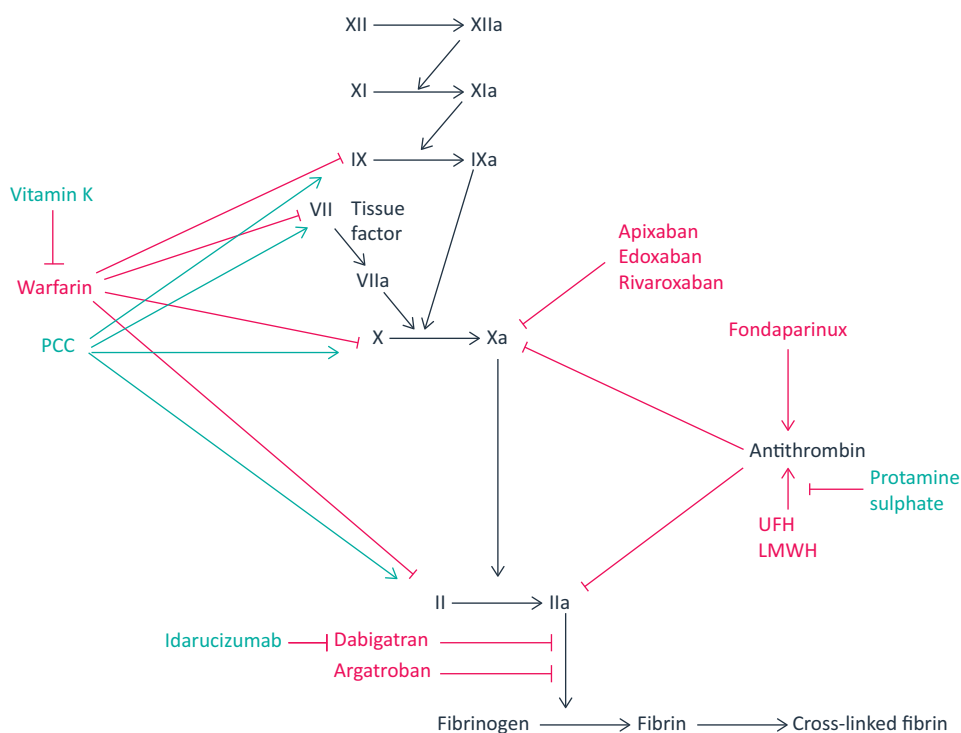 XII XIIa
XI XIa
IX IXa
Vitamin K
VII Tissue
factor
Apixaban
Edoxaban
Rivaroxaban
VIIa
Warfarin
PCC
X Xa
Fondaparinux
Antithrombin
Protamine
sulphate
UFH
LMWH
II IIa
Idarucizumab Dabigatran
Argatroban
Fibrinogen Fibrin Cross-linked fibrin